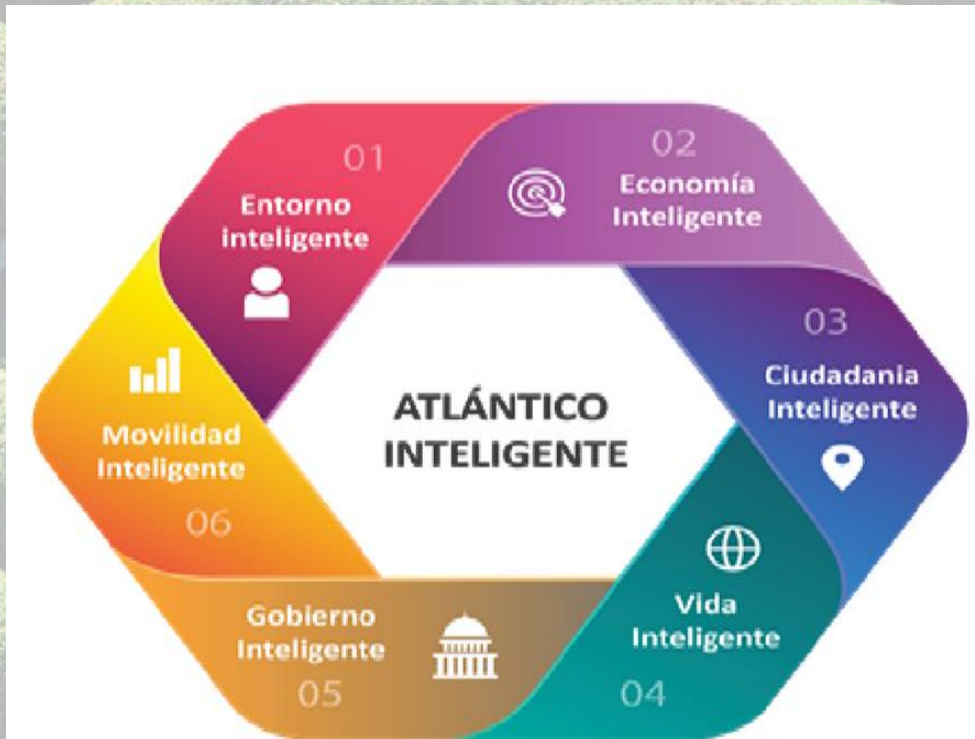 01
Entorno
inteligente
02
Economía
Inteligente
03
Ciudadania
Inteligente
ATLÁNTICO
INTELIGENTE
Vida
Inteligente
04
Gobierno
Inteligente
05
Movilidad
Inteligente
06